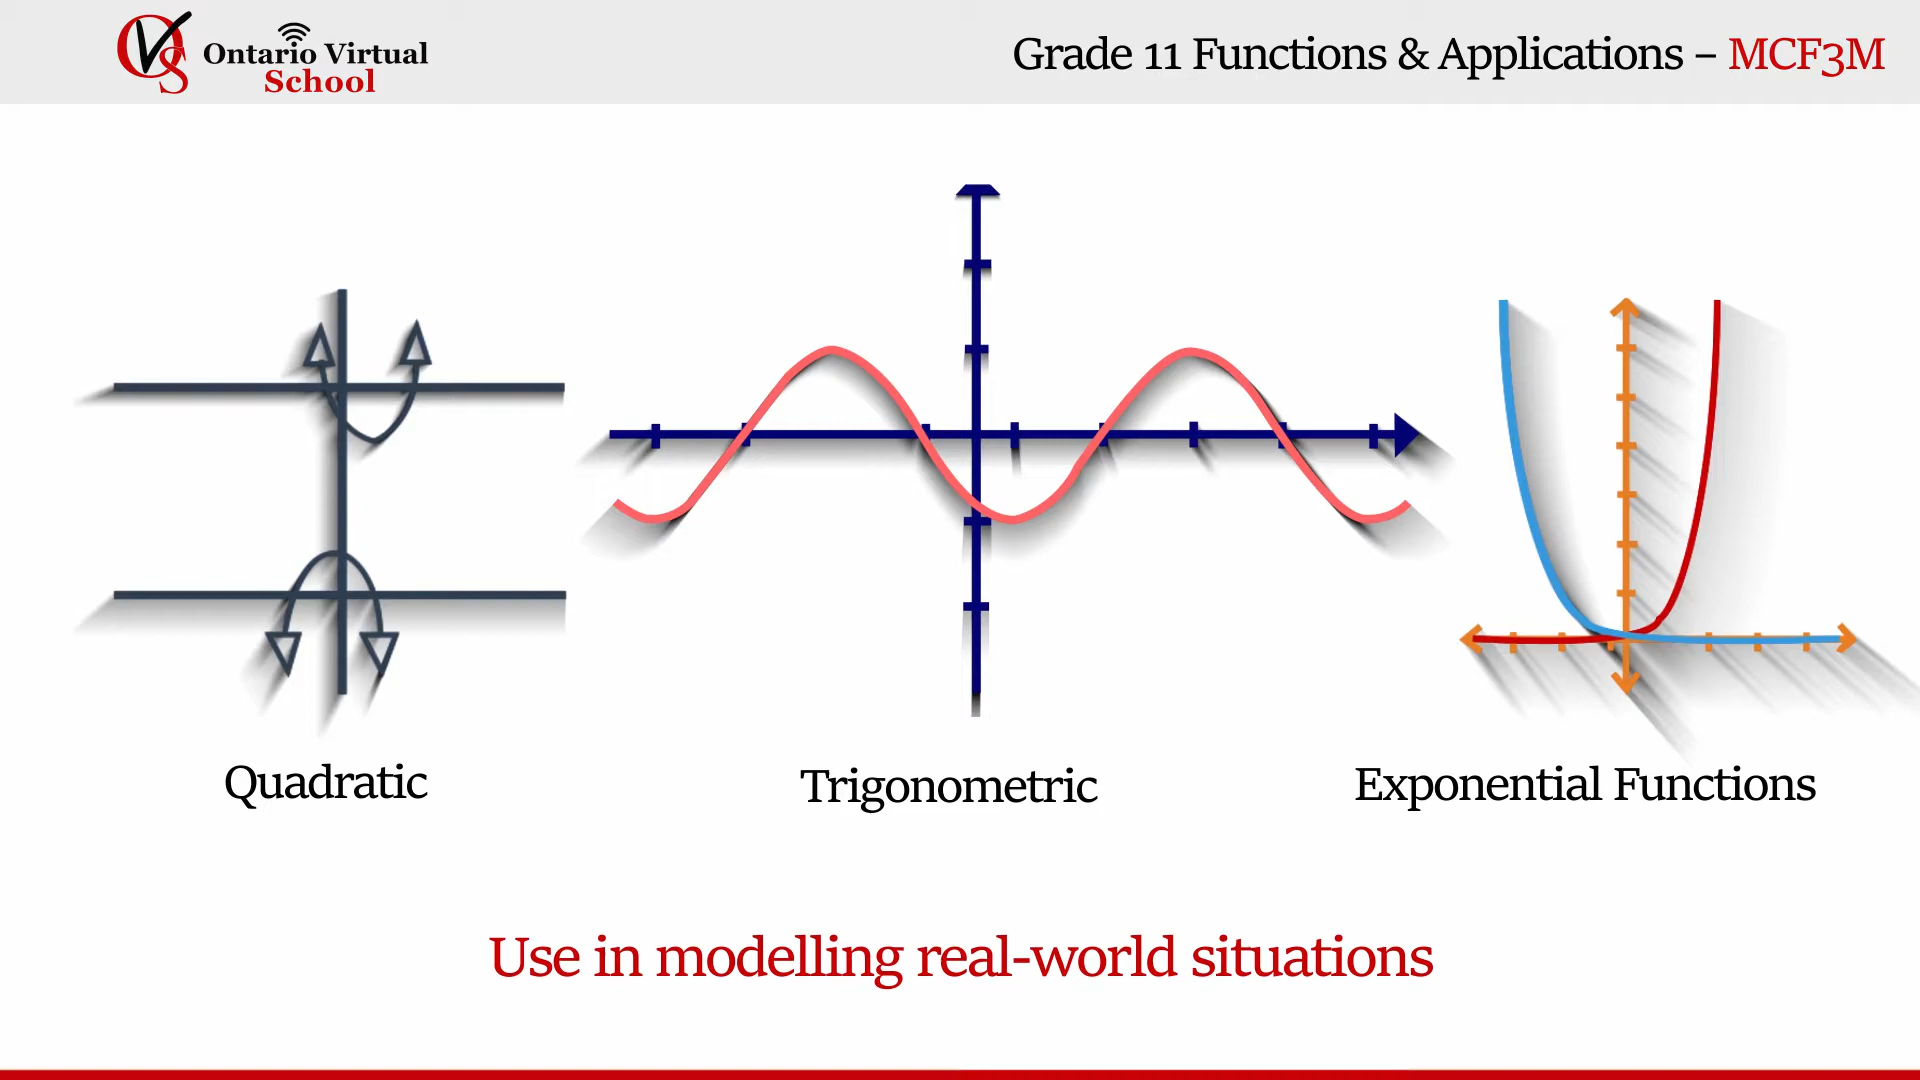 Ontario Virtual
School
Grade 11 Functions & Applications – MCF3M
Quadratic
Trigonometric
Exponential Functions
Use in modelling real-world situations